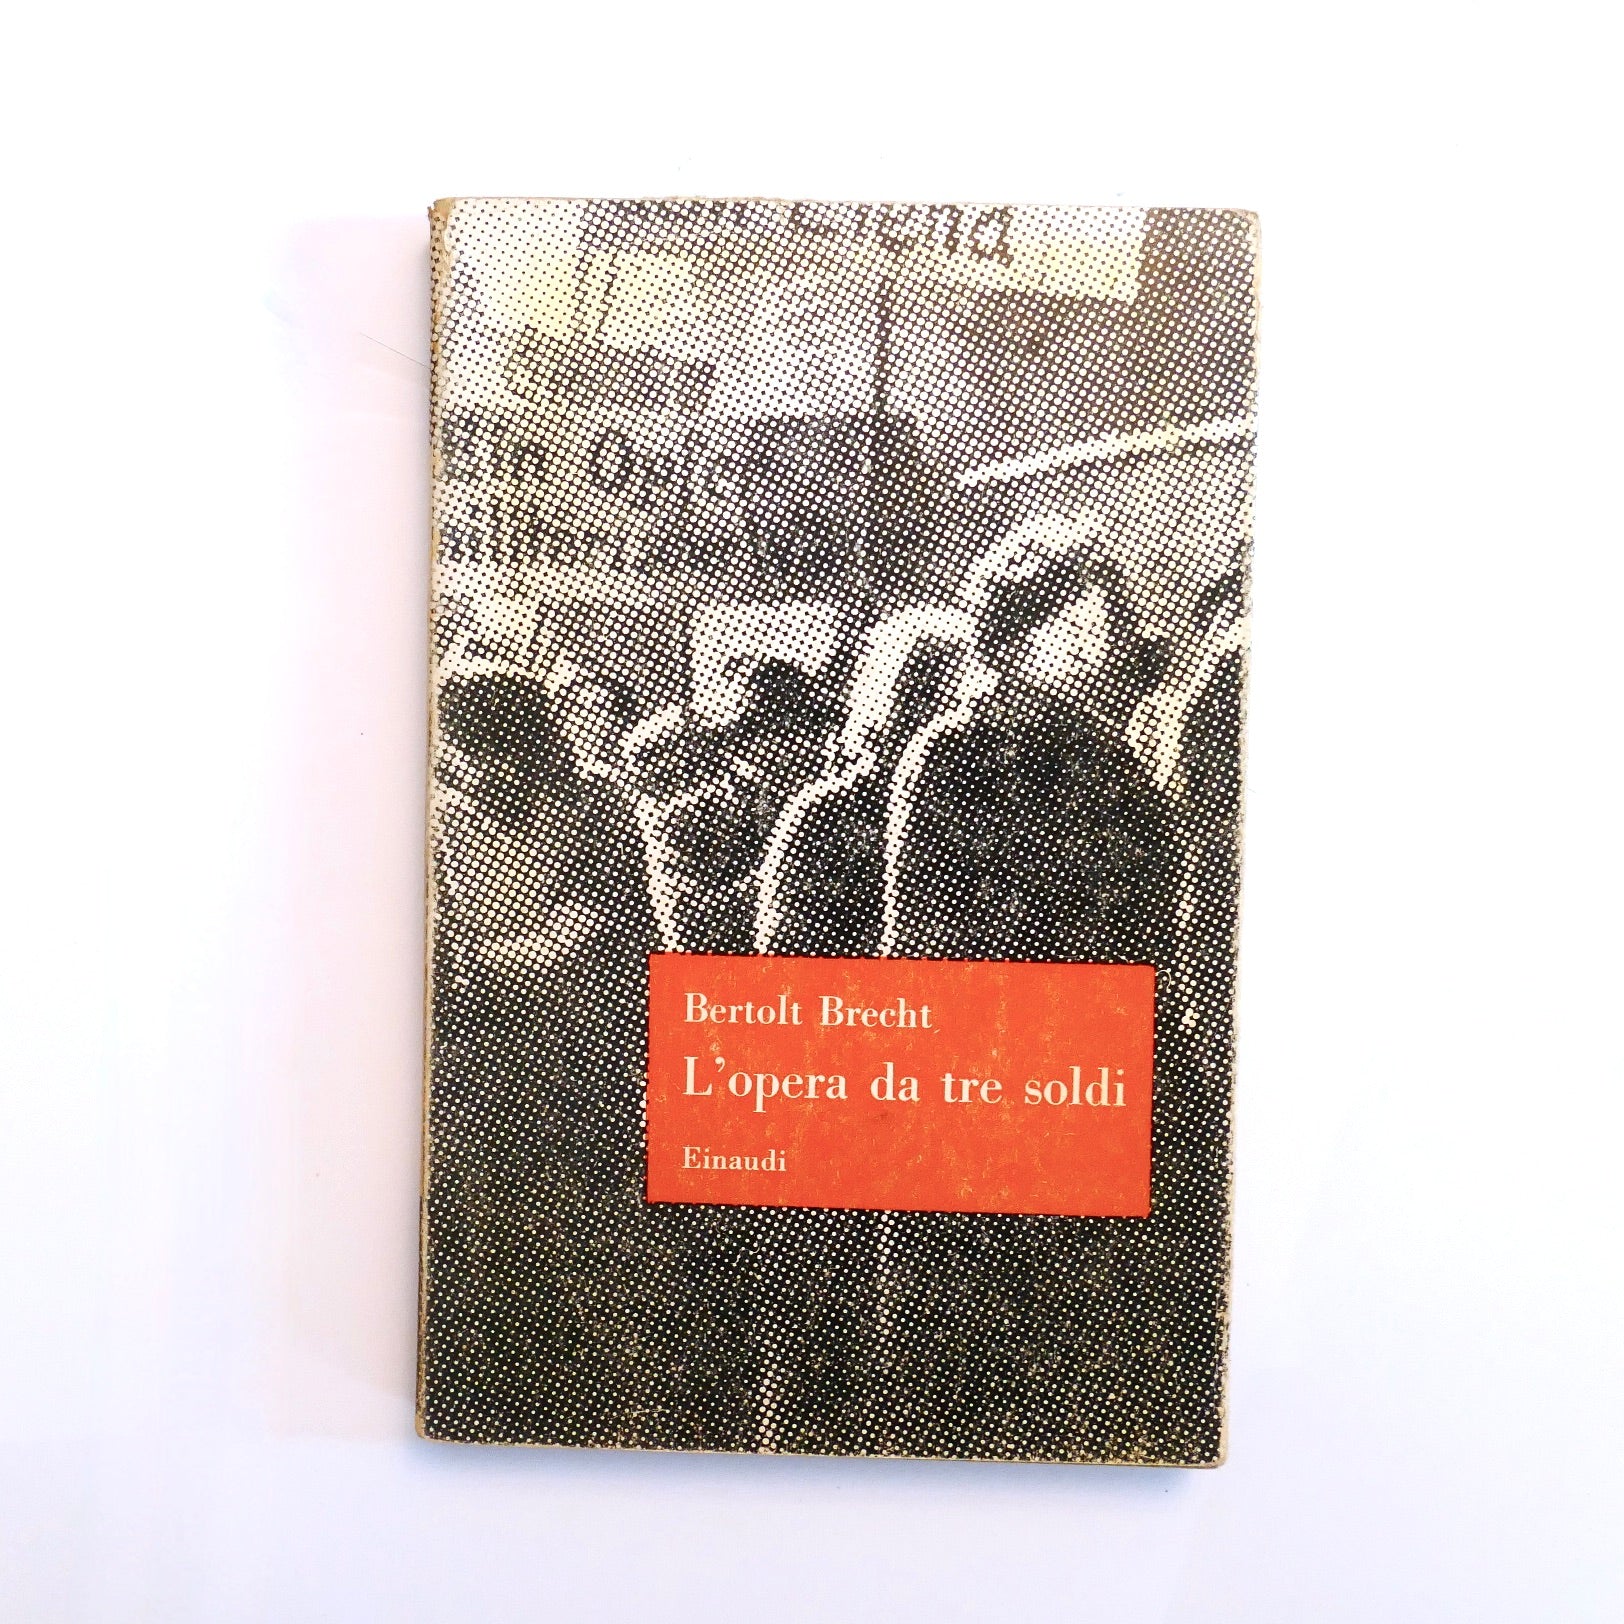 Bertolt Brecht
L'opera da tre soldi
Einaudi